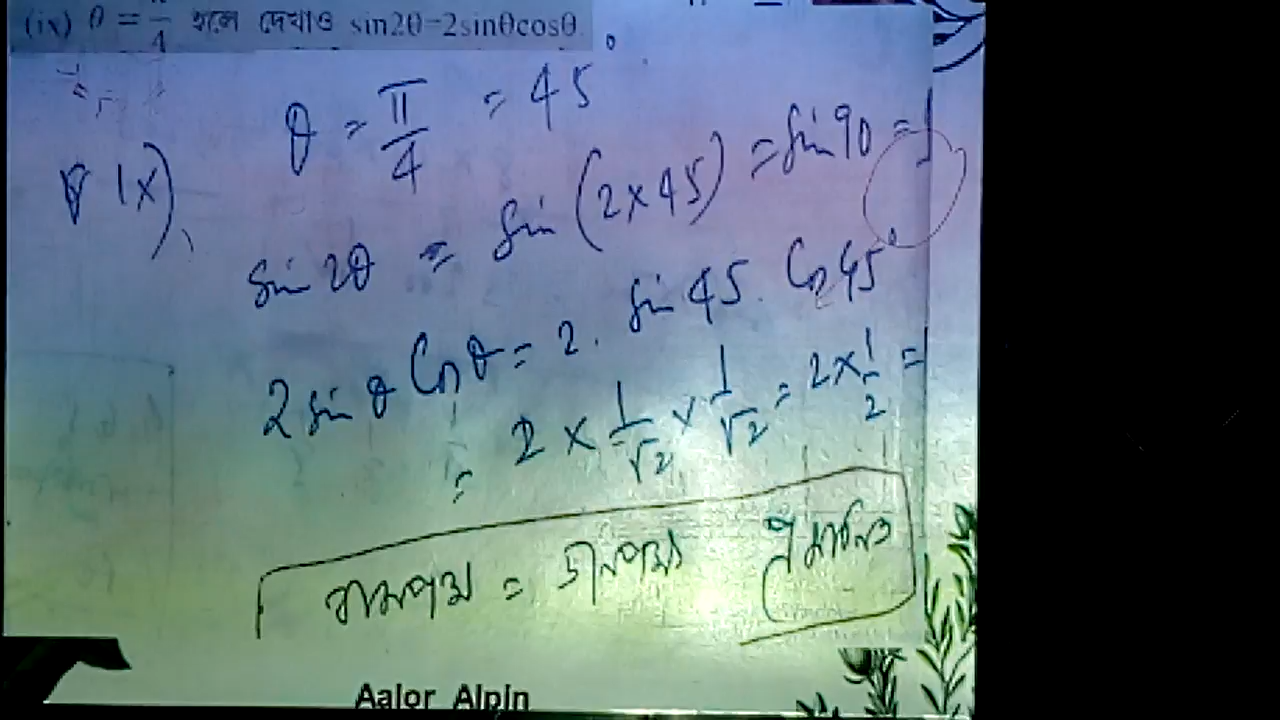 (ix) θ = π/4 হলে দেখাও sin2θ=2sinθcosθ.
ix) θ = π/4 = 45°
sin 2θ = sin (2×45) = sin 90 = 1
2 sin θ Cos θ = 2. sin 45. Cos 45°
= 2 × 1/√2 × 1/√2 = 2 × 1/2 = 1
বামপক্ষ = ডানপক্ষ প্রমাণিত
Aalor Alpin